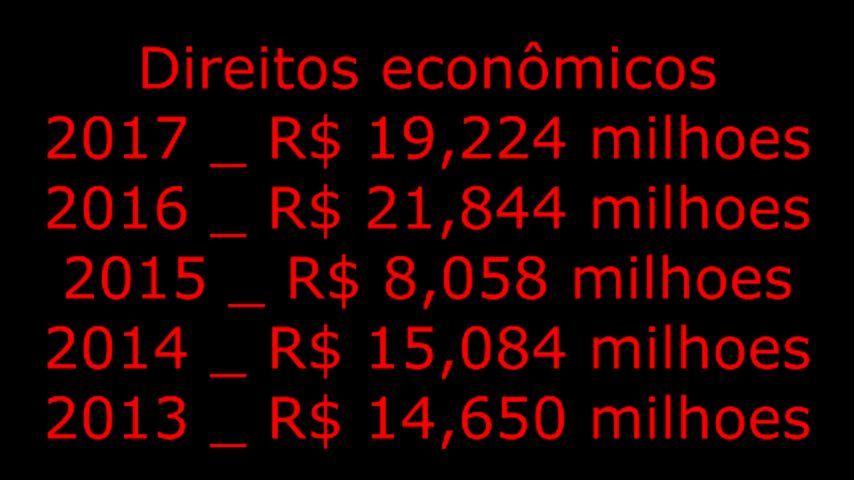 Direitos econômicos
2017 _ R$ 19,224 milhoes
2016 _ R$ 21,844 milhoes
2015 _ R$ 8,058 milhoes
2014 _ R$ 15,084 milhoes
2013 _ R$ 14,650 milhoes